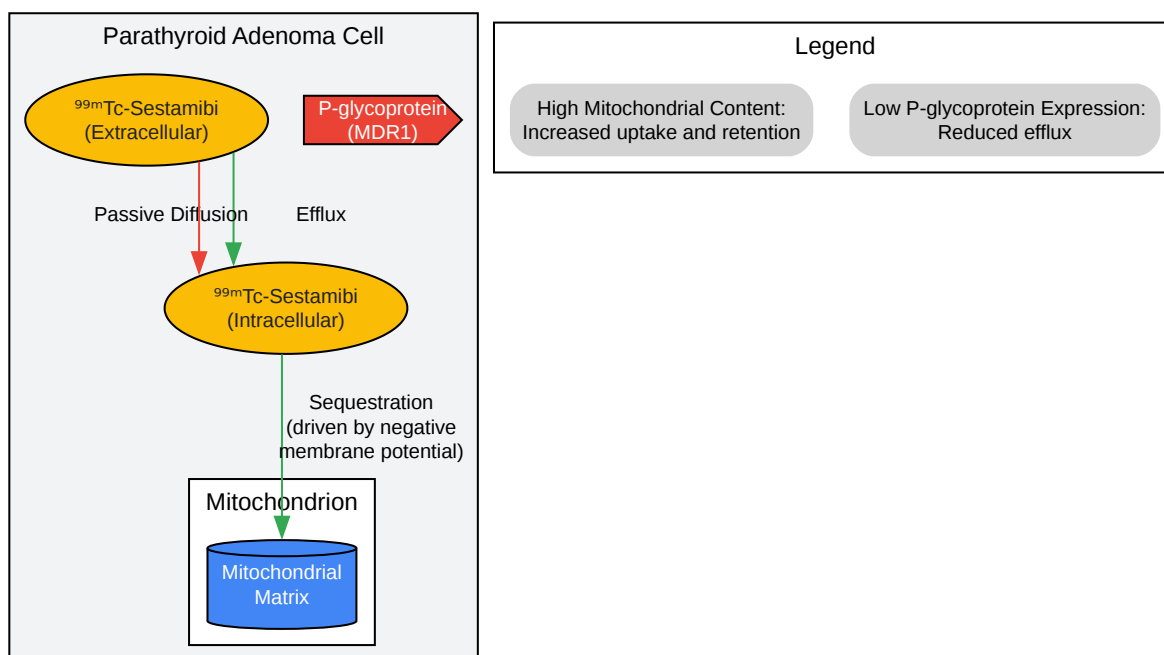 Parathyroid Adenoma Cell
⁹⁹ᵐTc-Sestamibi
(Extracellular)
P-glycoprotein
(MDR1)
Passive Diffusion
Efflux
⁹⁹ᵐTc-Sestamibi
(Intracellular)
Sequestration
(driven by negative
membrane potential)
Mitochondrion
Mitochondrial
Matrix
Legend
High Mitochondrial Content:
Increased uptake and retention
Low P-glycoprotein Expression:
Reduced efflux